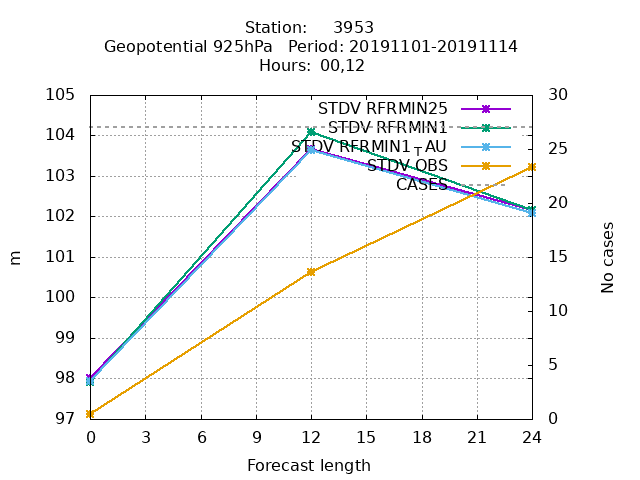 Station: 3953
Geopotential 925hPa Period: 20191101-20191114
Hours: 00,12
105
104
103
102
101
100
99
98
97
m
30
25
20
15
10
5
0
No cases
STDV RFRMIN25
STDV RFRMIN1
STDV RFRMIN1TAU
STDV OBS
CASES
0 3 6 9 12 15 18 21 24
Forecast length